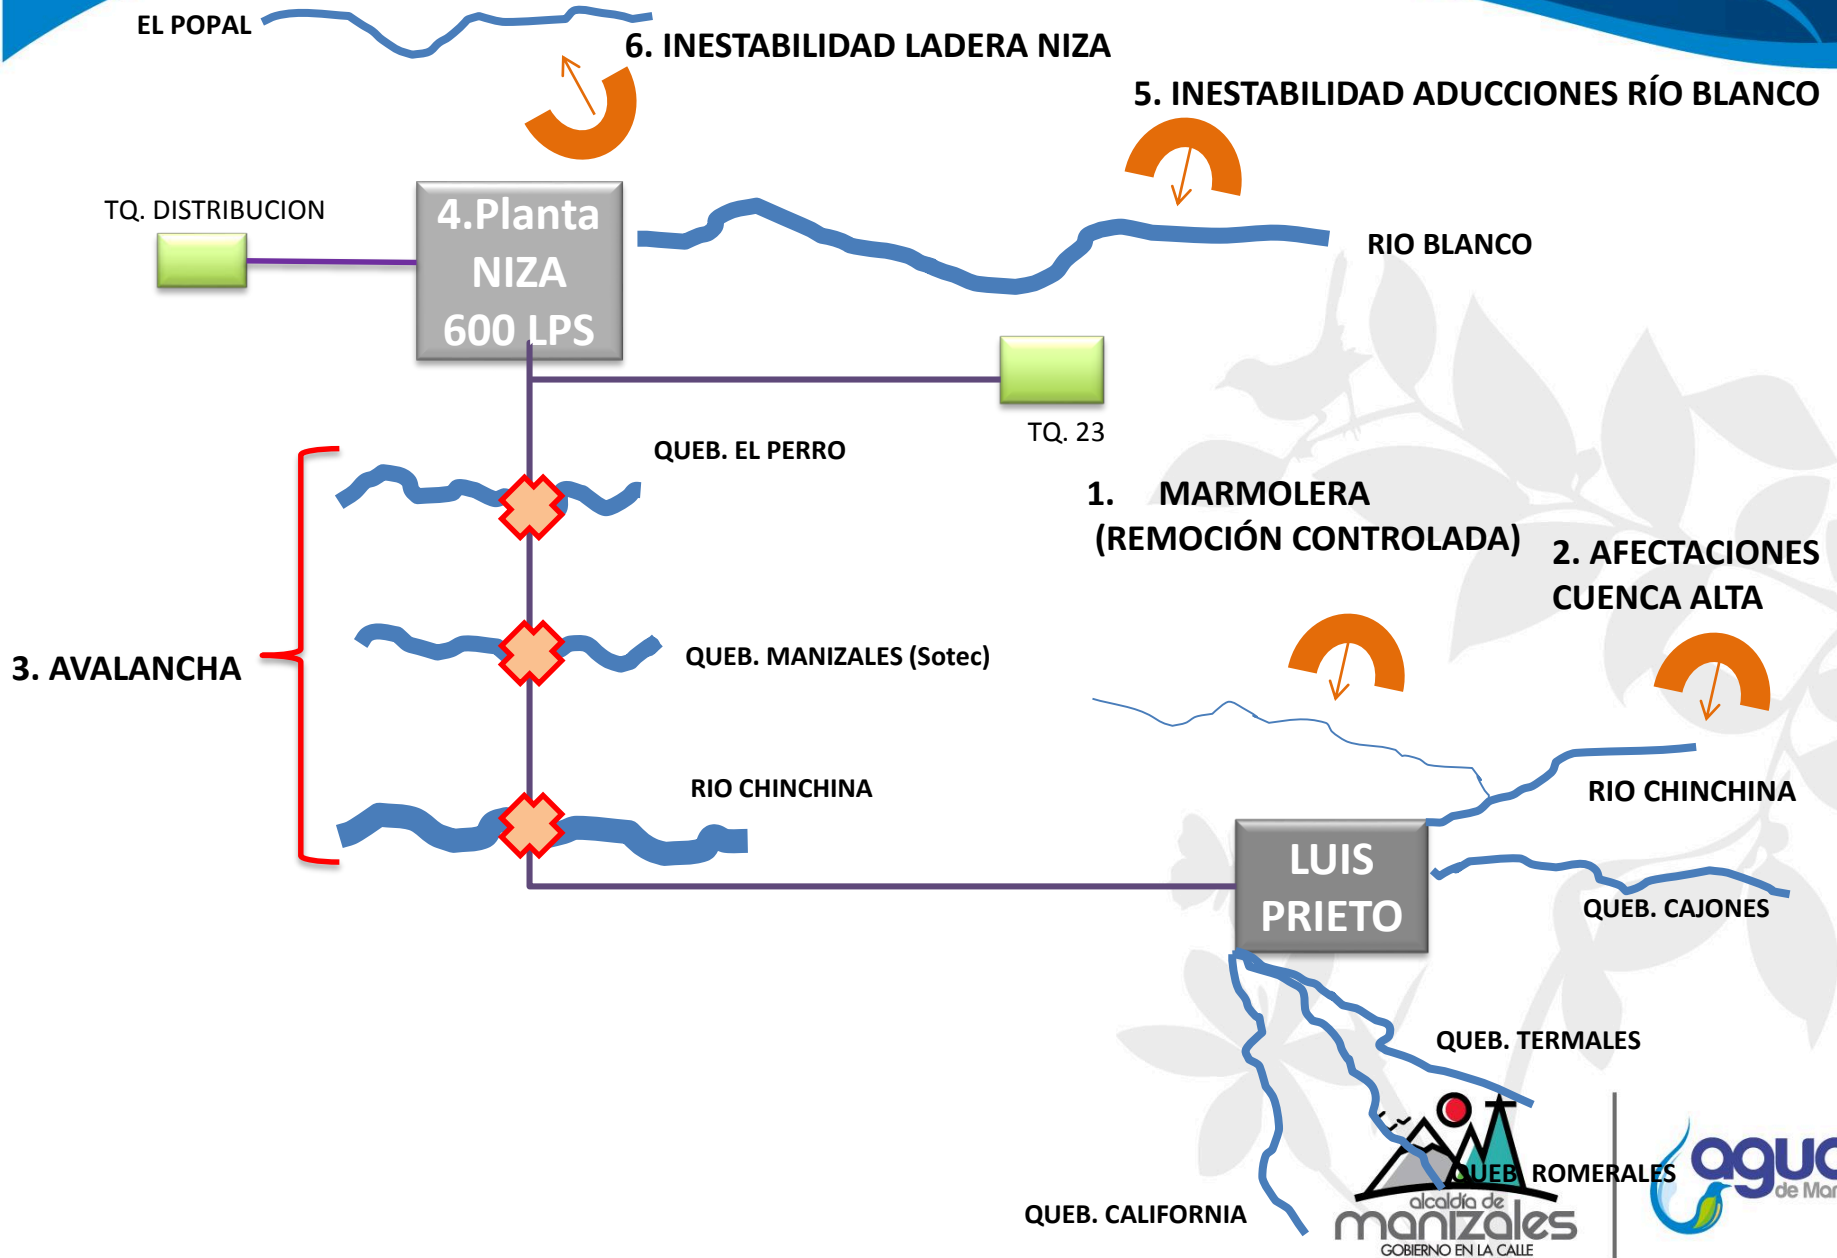 EL POPAL
6. INESTABILIDAD LADERA NIZA
5. INESTABILIDAD ADUCCIONES RÍO BLANCO
TQ. DISTRIBUCION
4.Planta
NIZA
600 LPS
RIO BLANCO
TQ. 23
QUEB. EL PERRO
1. MARMOLERA
(REMOCIÓN CONTROLADA)
2. AFECTACIONES
CUENCA ALTA
3. AVALANCHA
QUEB. MANIZALES (Sotec)
RIO CHINCHINA
RIO CHINCHINA
LUIS
PRIETO
QUEB. CAJONES
QUEB. TERMALES
QUEB. ROMERALES
QUEB. CALIFORNIA
alcaldía de
manizales
GOBIERNO EN LA CALLE
agua
de Man